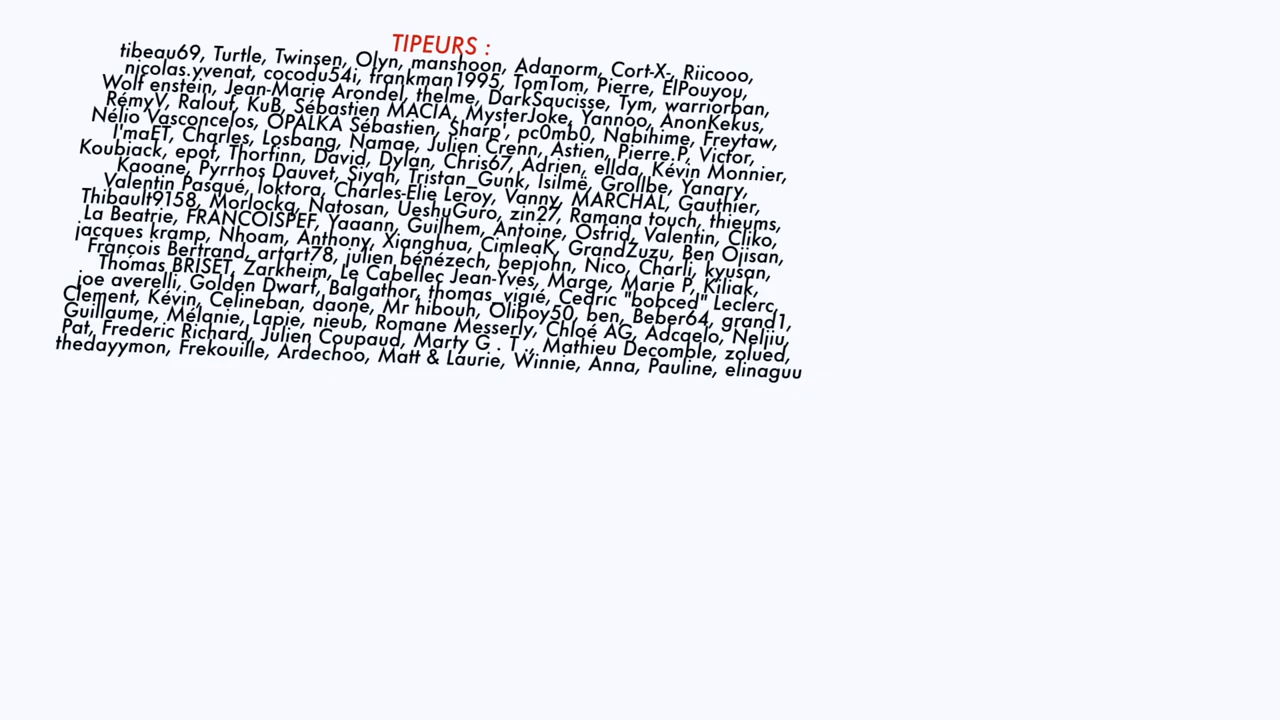 TIPEURS :
tibeau69, Turtle, Twinsen, Olyn, manshoon, Adanorm, Cort-X-, Riicooo,
nicolas.yvenat, cocodu54i, frankman1995, TomTom, Pierre, ElPouyou,
Wolf enstein, Jean-Marie Arondel, thelme, DarkSaucisse, Tym, warriorban,
RémyV, Ralouf, KuB, Sébastien MACIA, MysterJoke, Yannoo, AnonKekus,
Nélio Vasconcelos, OPALKA Sébastien, Sharp', pc0mb0, Nabihime, Freytaw,
I'maET, Charles, Losbang, Namae, Julien Crenn, Astien, Pierre.P, Victor,
Koubiack, epof, Thorfinn, David, Dylan, Chris67, Adrien, ellda, Kévin Monnier,
Kaoane, Pyrrhos Dauvet, Siyah, Tristan_Gunk, Isilmë, Grollbe, Yanary,
Valentin Pasqué, loktora, Charles-Elie Leroy, Vanny, MARCHAL, Gauthier,
Thibault9158, Morlocka, Natosan, UeshuGuro, zin27, Ramana touch, thieums,
La Beatrie, FRANCOISPEF, Yaaann, Guilhem, Antoine, Ostrid, Valentin, Cliko,
jacques kramp, Nhoam, Anthony, Xianghua, CimleaK, GrandZuzu, Ben Ojisan,
François Bertrand, artart78, julien bénézech, bepjohn, Nico, Charli, kyusan,
Thomas BRISET, Zarkheim, Le Cabellec Jean-Yves, Marge, Marie P, Kiliak,
joe averelli, Golden Dwarf, Balgathor, thomas_vigié, Cedric "bobced" Leclerc,
Clement, Kévin, Celineban, daone, Mr hibouh, Oliboy50, ben, Beber64, grand1,
Guillaume, Mélanie, Lapie, nieub, Romane Messerly, Chloé AG, Adcaelo, Neljiu,
Pat, Frederic Richard, Julien Coupaud, Marty G . T ., Mathieu Decomble, zolued,
thedayymon, Frekouille, Ardechoo, Matt & Laurie, Winnie, Anna, Pauline, elinaguu